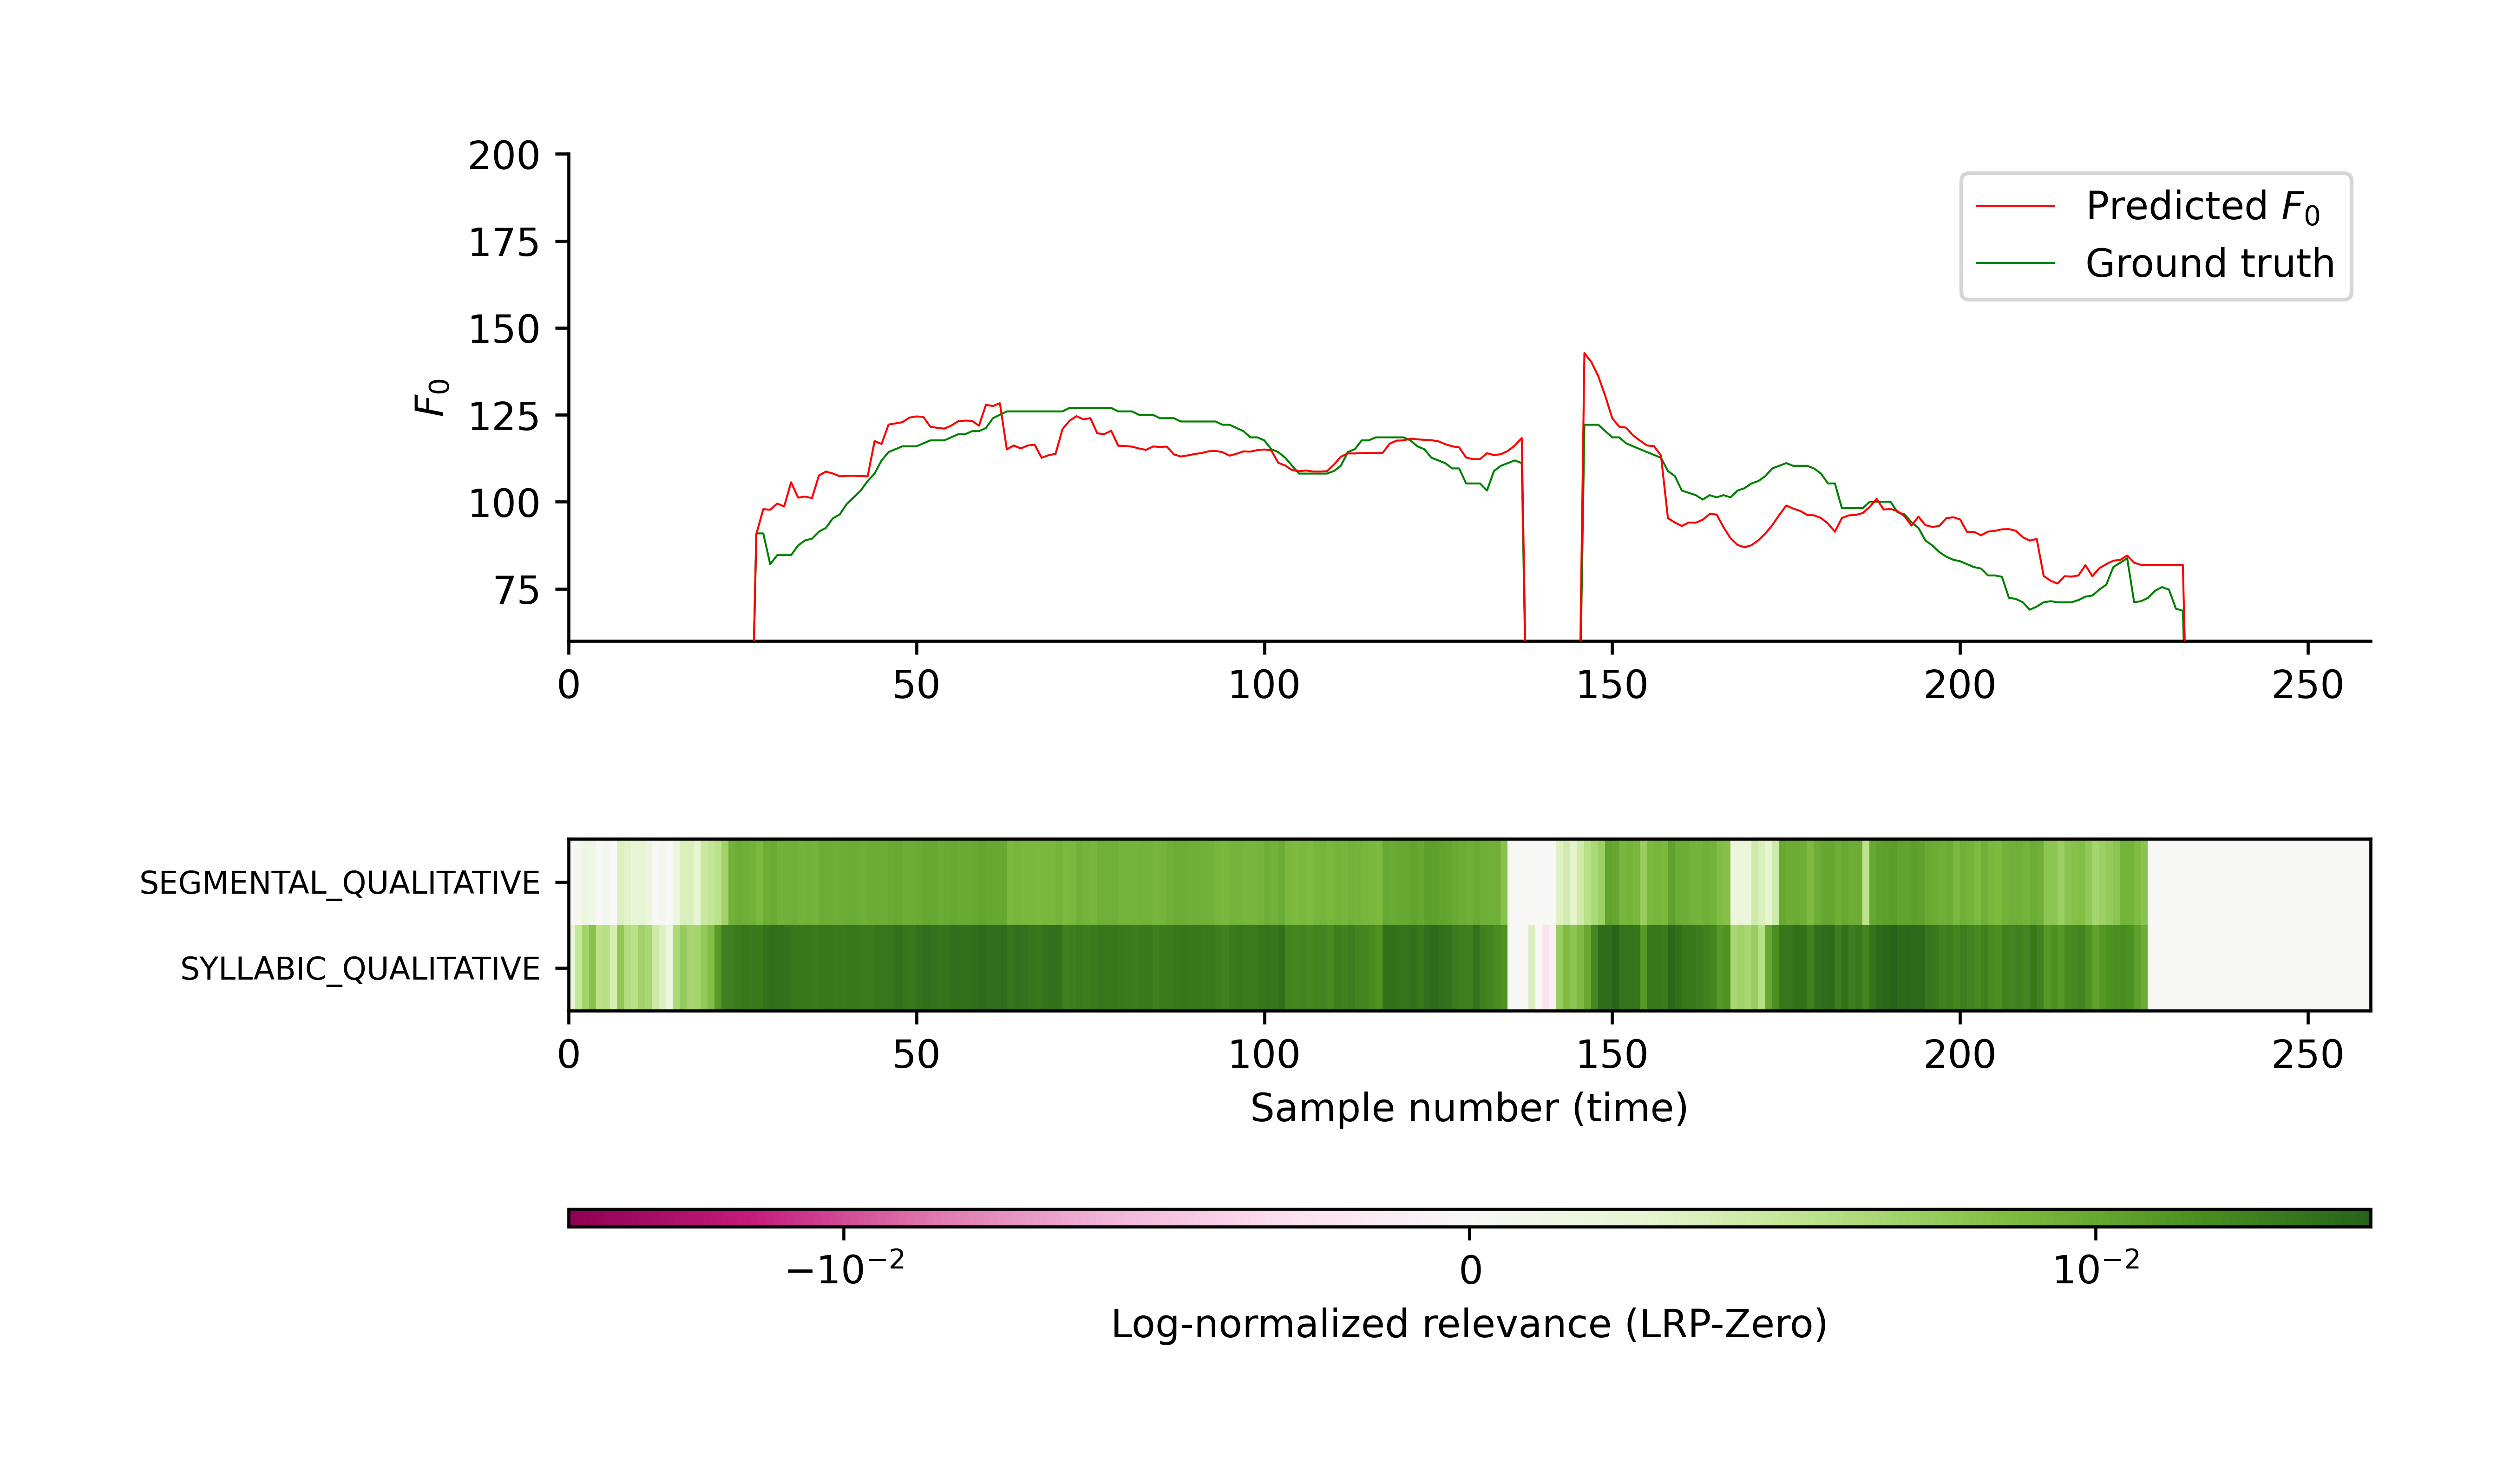 200
175
150
125
100
75
F₀
Predicted F₀
Ground truth
0 50 100 150 200 250
SEGMENTAL_QUALITATIVE
SYLLABIC_QUALITATIVE
0 50 100 150 200 250
Sample number (time)
−10⁻² 0 10⁻²
Log-normalized relevance (LRP-Zero)